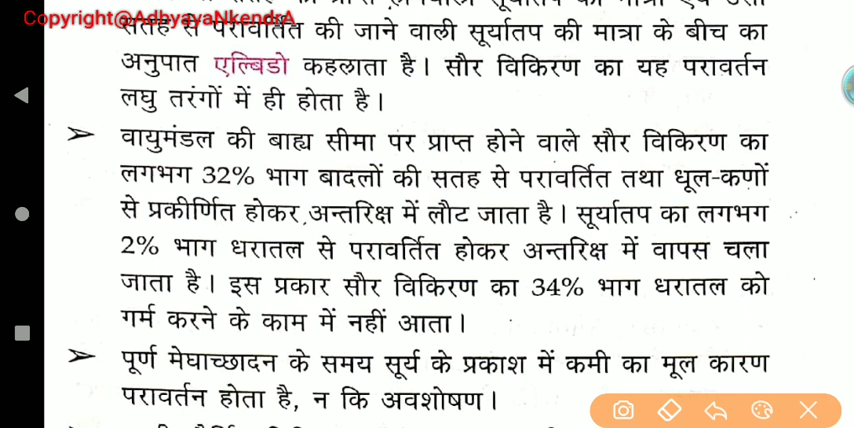 Copyright@AdhyayaNkendrA
सतह से परावर्तित की जाने वाली सूर्यातप की मात्रा के बीच का
अनुपात एल्बिडो कहलाता है। सौर विकिरण का यह परावर्तन
लघु तरंगों में ही होता है।
➢ वायुमंडल की बाह्य सीमा पर प्राप्त होने वाले सौर विकिरण का
लगभग 32% भाग बादलों की सतह से परावर्तित तथा धूल-कणों
से प्रकीर्णित होकर अन्तरिक्ष में लौट जाता है। सूर्यातप का लगभग
2% भाग धरातल से परावर्तित होकर अन्तरिक्ष में वापस चला
जाता है। इस प्रकार सौर विकिरण का 34% भाग धरातल को
गर्म करने के काम में नहीं आता।
➢ पूर्ण मेघाच्छादन के समय सूर्य के प्रकाश में कमी का मूल कारण
परावर्तन होता है, न कि अवशोषण।